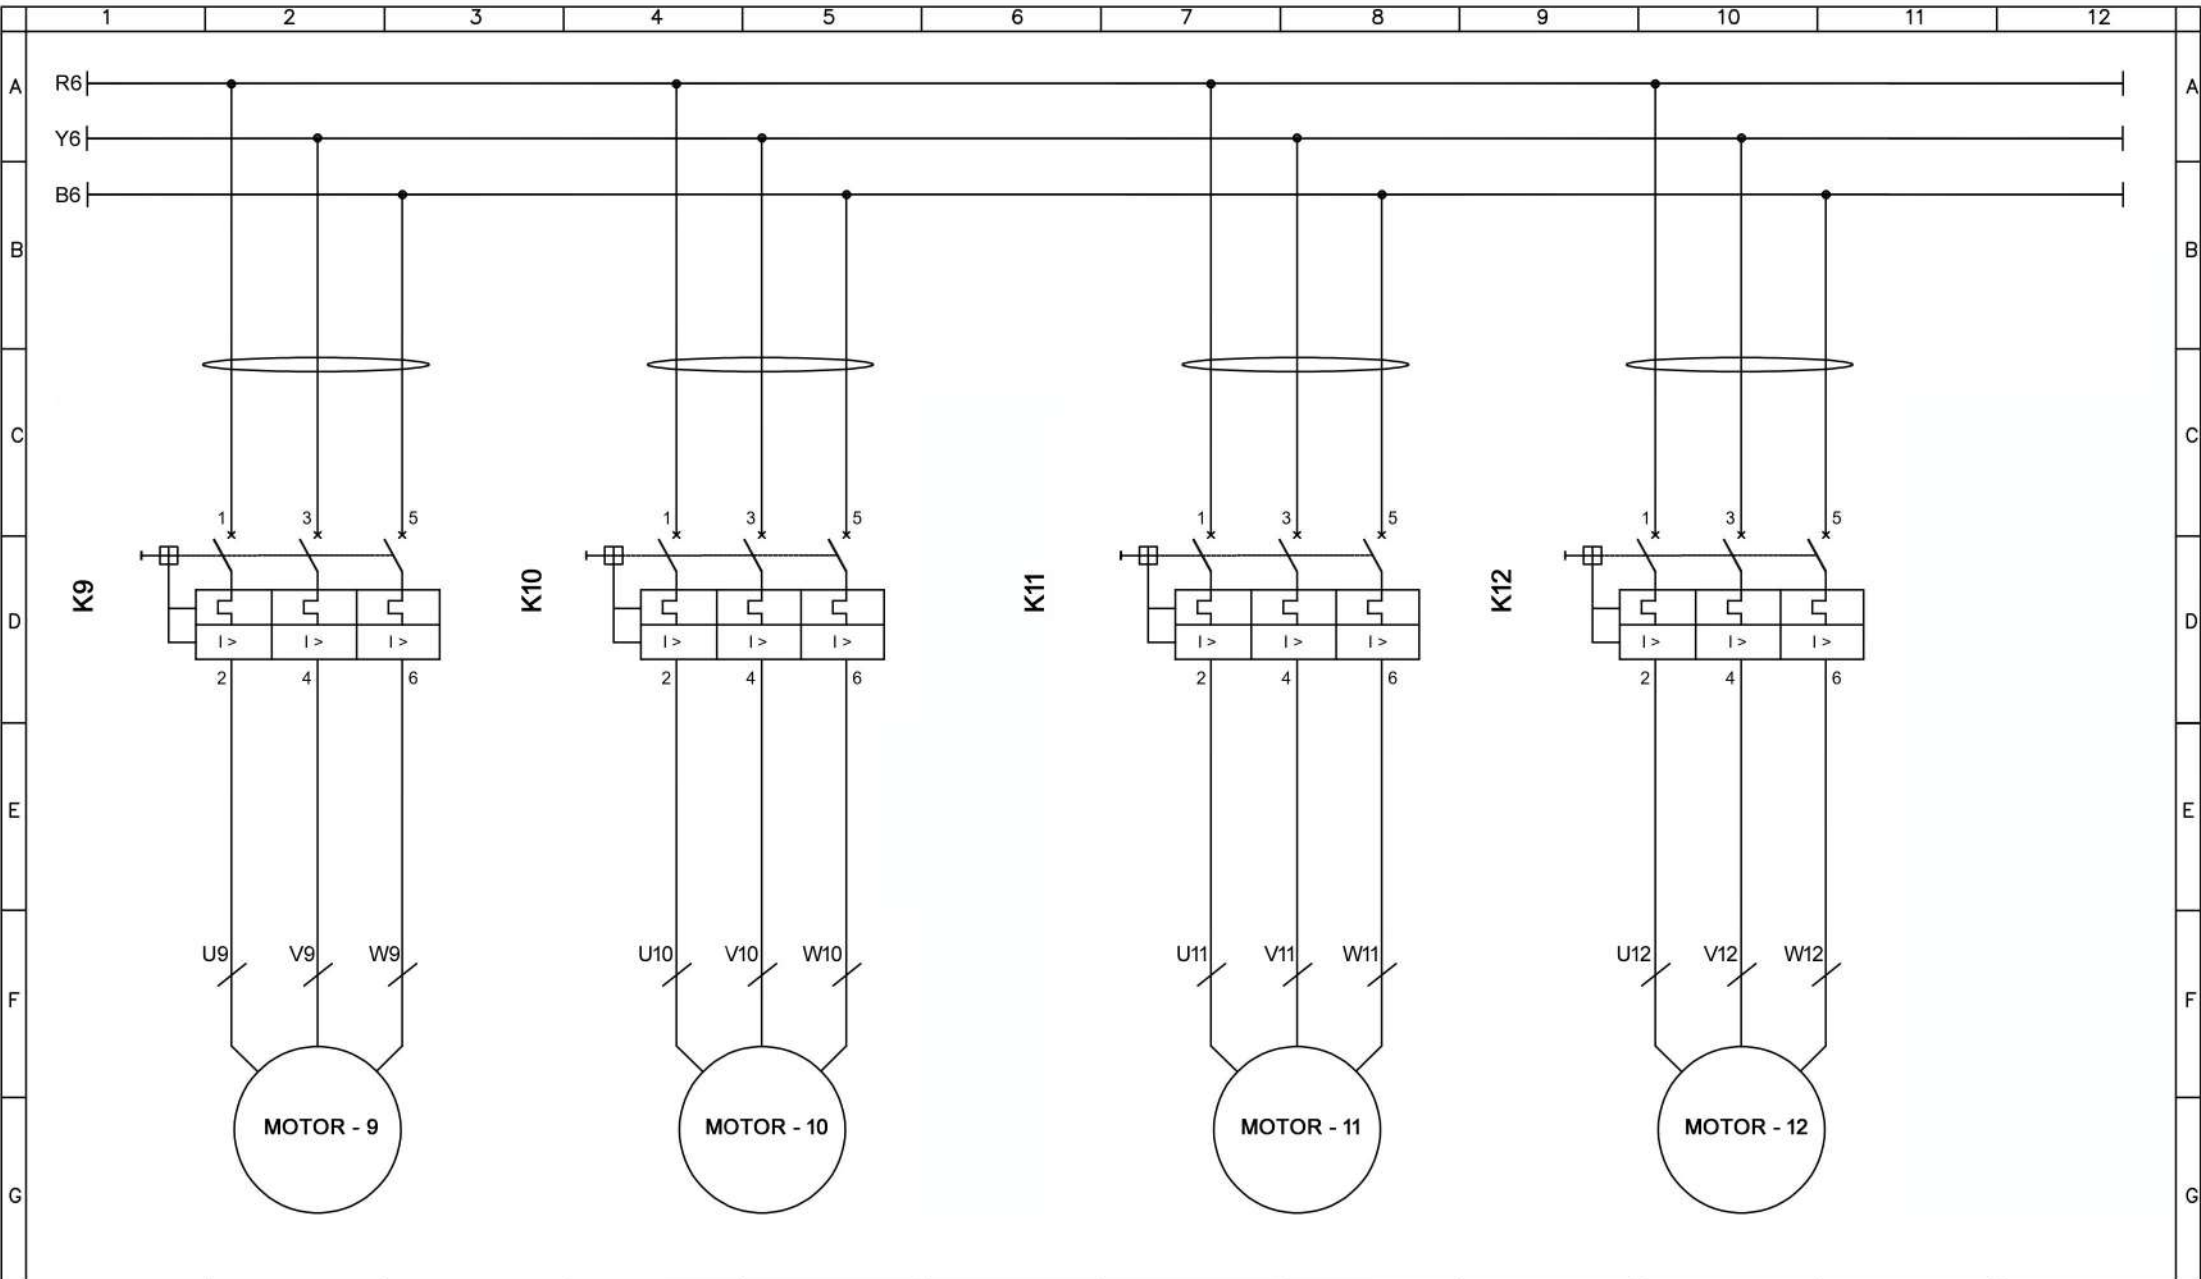 1 2 3 4 5 6 7 8 9 10 11 12
A R6 A
Y6
B6
B B
C C
1 3 5 1 3 5 1 3 5 1 3 5
K9 K10 K11 K12
D D
I > I > I > I > I > I > I > I > I > I > I > I >
2 4 6 2 4 6 2 4 6 2 4 6
E E
U9 V9 W9 U10 V10 W10 U11 V11 W11 U12 V12 W12
F F
MOTOR - 9 MOTOR - 10 MOTOR - 11 MOTOR - 12
G G